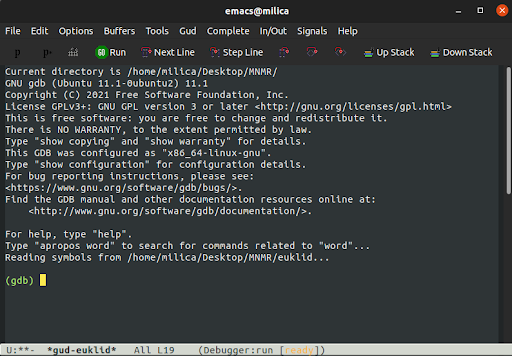 emacs@milica
File Edit Options Buffers Tools Gud Complete In/Out Signals Help
p p* GO Run Next Line Step Line Up Stack Down Stack
Current directory is /home/milica/Desktop/MNMR/
GNU gdb (Ubuntu 11.1-0ubuntu2) 11.1
Copyright (C) 2021 Free Software Foundation, Inc.
License GPLv3+: GNU GPL version 3 or later <http://gnu.org/licenses/gpl.html>
This is free software: you are free to change and redistribute it.
There is NO WARRANTY, to the extent permitted by law.
Type "show copying" and "show warranty" for details.
This GDB was configured as "x86_64-linux-gnu".
Type "show configuration" for configuration details.
For bug reporting instructions, please see:
<https://www.gnu.org/software/gdb/bugs/>.
Find the GDB manual and other documentation resources online at:
    <http://www.gnu.org/software/gdb/documentation/>.
For help, type "help".
Type "apropos word" to search for commands related to "word"...
Reading symbols from /home/milica/Desktop/MNMR/euklid...
(gdb)
U:**-  *gud-euklid*   All L19    (Debugger:run [ready])